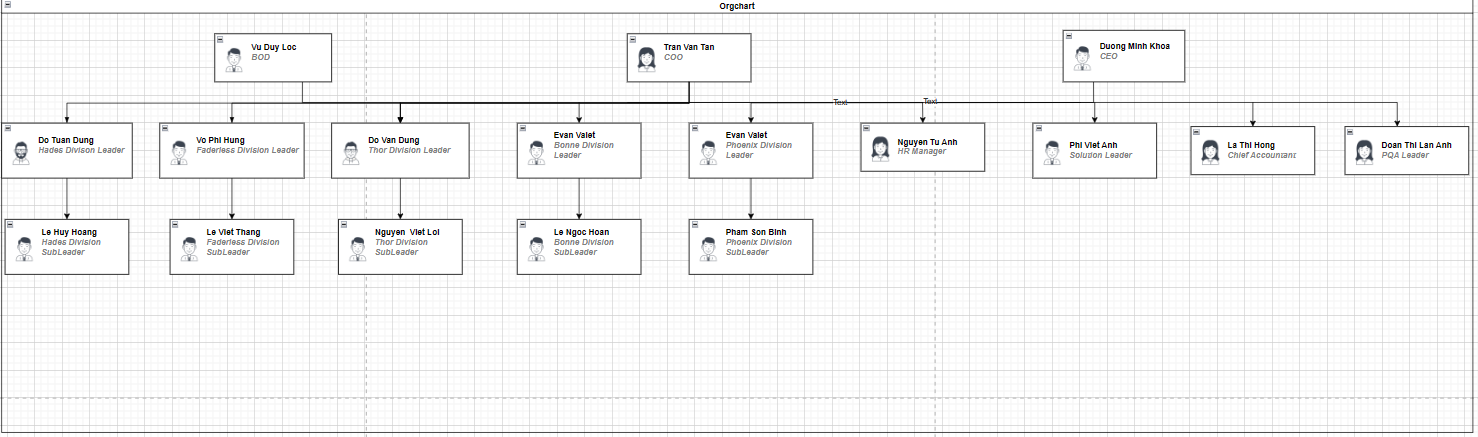 Orgchart
Vu Duy Loc
BOD
Tran Van Tan
COO
Duong Minh Khoa
CEO
Text
Text
Do Tuan Dung
Hades Divison Leader
Vo Phi Hung
Faderless Division Leader
Do Van Dung
Thor Division Leader
Evan Valet
Bonne Division
Leader
Evan Valet
Phoenix Division
Leader
Nguyen Tu Anh
HR Manager
Phi Viet Anh
Solution Leader
La Thi Hong
Chief Accountant
Doan Thi Lan Anh
PQA Leader
Le Huy Hoang
Hades Division
SubLeader
Le Viet Thang
Faderless Division
SubLeader
Nguyen Viet Loi
Thor Division
SubLeader
Le Ngoc Hoan
Bonne Division
SubLeader
Pham Son Binh
Phoenix Division
SubLeader